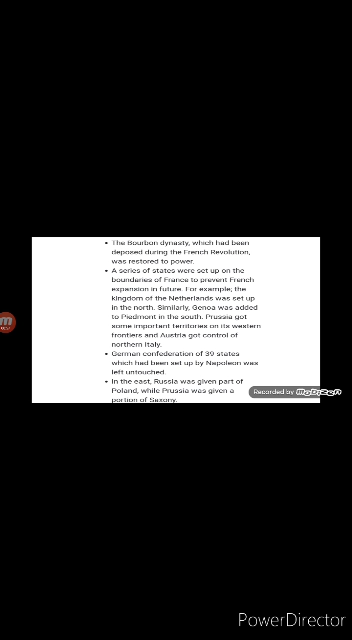 The Bourbon dynasty, which had been
deposed during the French Revolution,
was restored to power.
A series of states were set up on the
boundaries of France to prevent French
expansion in future. For example; the
kingdom of the Netherlands was set up
in the north. Similarly, Genoa was added
to Piedmont in the south. Prussia got
some important territories on its western
frontiers and Austria got control of
northern Italy.
German confederation of 39 states
which had been set up by Napoleon was
left untouched.
In the east, Russia was given part of
Poland, while Prussia was given a
portion of Saxony.
Recorded by
PowerDirector